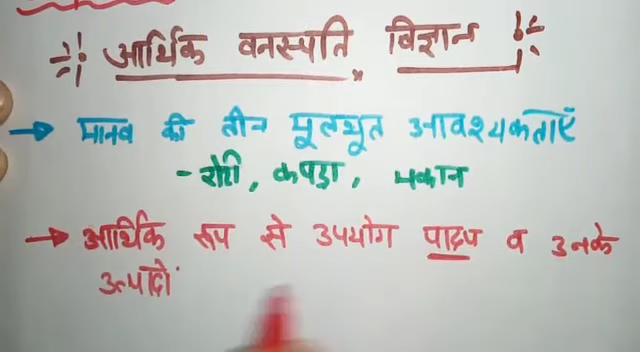 आर्थिक वनस्पति विज्ञान
→ मानव की तीन मूलभूत आवश्यकताएँ
- रोटी, कपड़ा, मकान
→ आर्थिक रूप से उपयोग पादप व उनके
उत्पादों